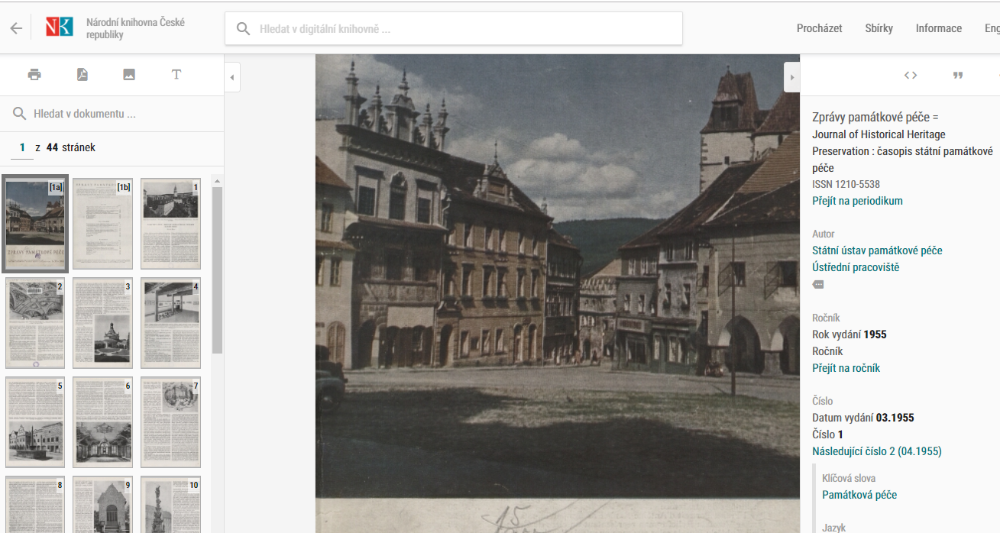 Národní knihovna České
republiky
Hledat v digitální knihovně ...
Procházet
Sbírky
Informace
Eng
Hledat v dokumentu ...
1 z 44 stránek
[1a]
[1b]
1
2
3
4
5
6
7
8
9
10
ZPRÁVY PAMÁTKOVÉ PÉČE
15
Zprávy památkové péče =
Journal of Historical Heritage
Preservation : časopis státní památkové
péče
ISSN 1210-5538
Přejít na periodikum
Autor
Státní ústav památkové péče
Ústřední pracoviště
Ročník
Rok vydání 1955
Ročník
Přejít na ročník
Číslo
Datum vydání 03.1955
Číslo 1
Následující číslo 2 (04.1955)
Klíčová slova
Památková péče
Jazyk